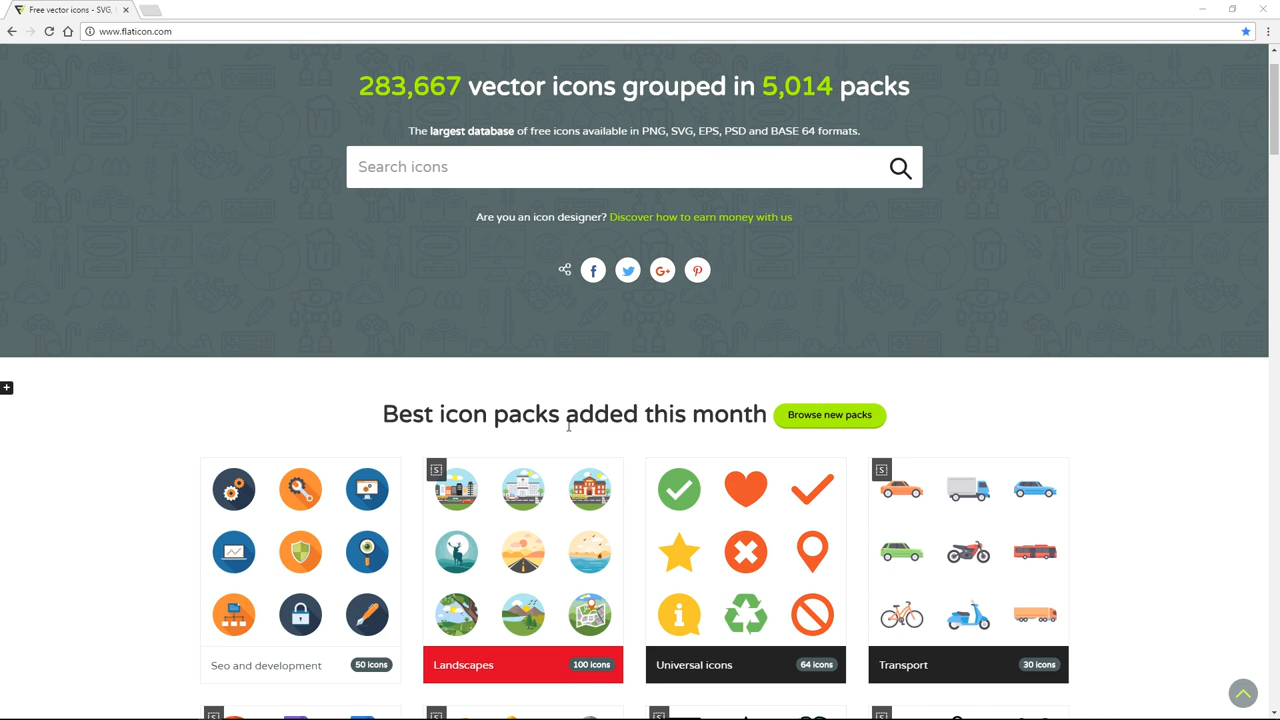 Free vector icons - SVG,
www.flaticon.com
283,667 vector icons grouped in 5,014 packs
The largest database of free icons available in PNG, SVG, EPS, PSD and BASE 64 formats.
Search icons
Are you an icon designer? Discover how to earn money with us
Best icon packs added this month
Browse new packs
Seo and development 50 icons
Landscapes 100 icons
Universal icons 64 icons
Transport 30 icons